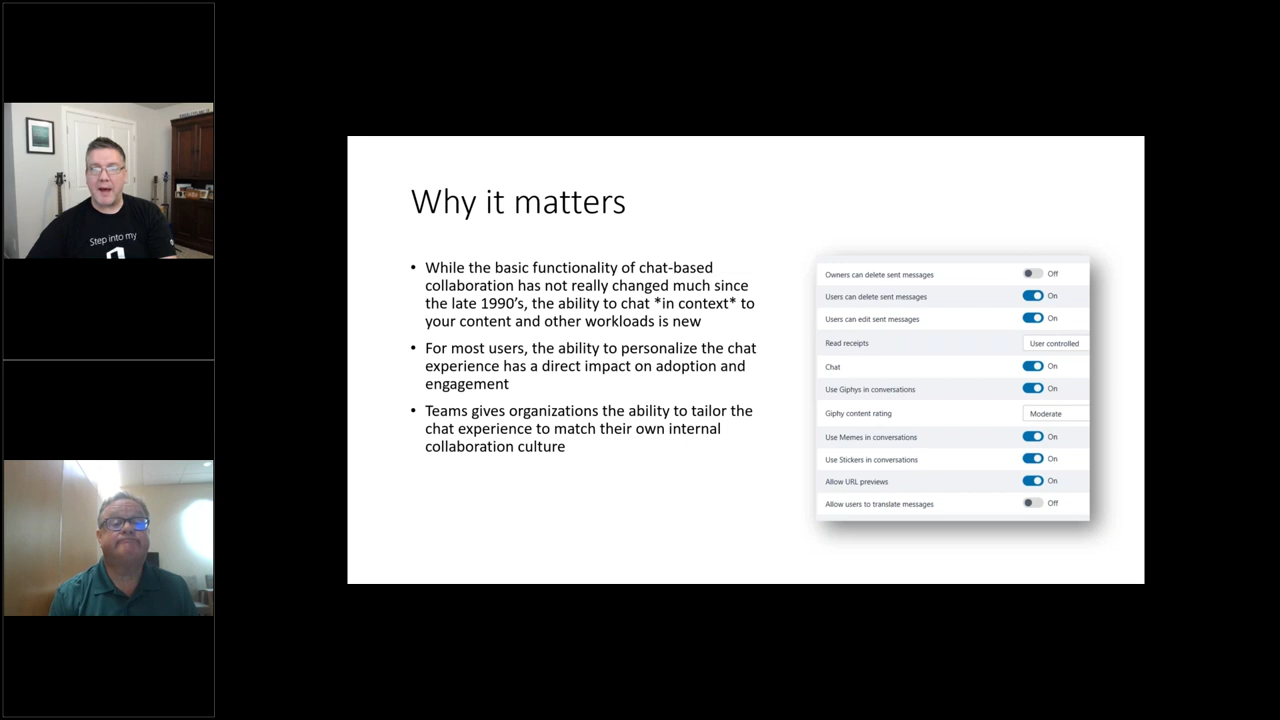 Step into my
Why it matters
• While the basic functionality of chat-based
collaboration has not really changed much since
the late 1990's, the ability to chat *in context* to
your content and other workloads is new
• For most users, the ability to personalize the chat
experience has a direct impact on adoption and
engagement
• Teams gives organizations the ability to tailor the
chat experience to match their own internal
collaboration culture
Owners can delete sent messages Off
Users can delete sent messages On
Users can edit sent messages On
Read receipts User controlled
Chat On
Use Giphys in conversations On
Giphy content rating Moderate
Use Memes in conversations On
Use Stickers in conversations On
Allow URL previews On
Allow users to translate messages Off